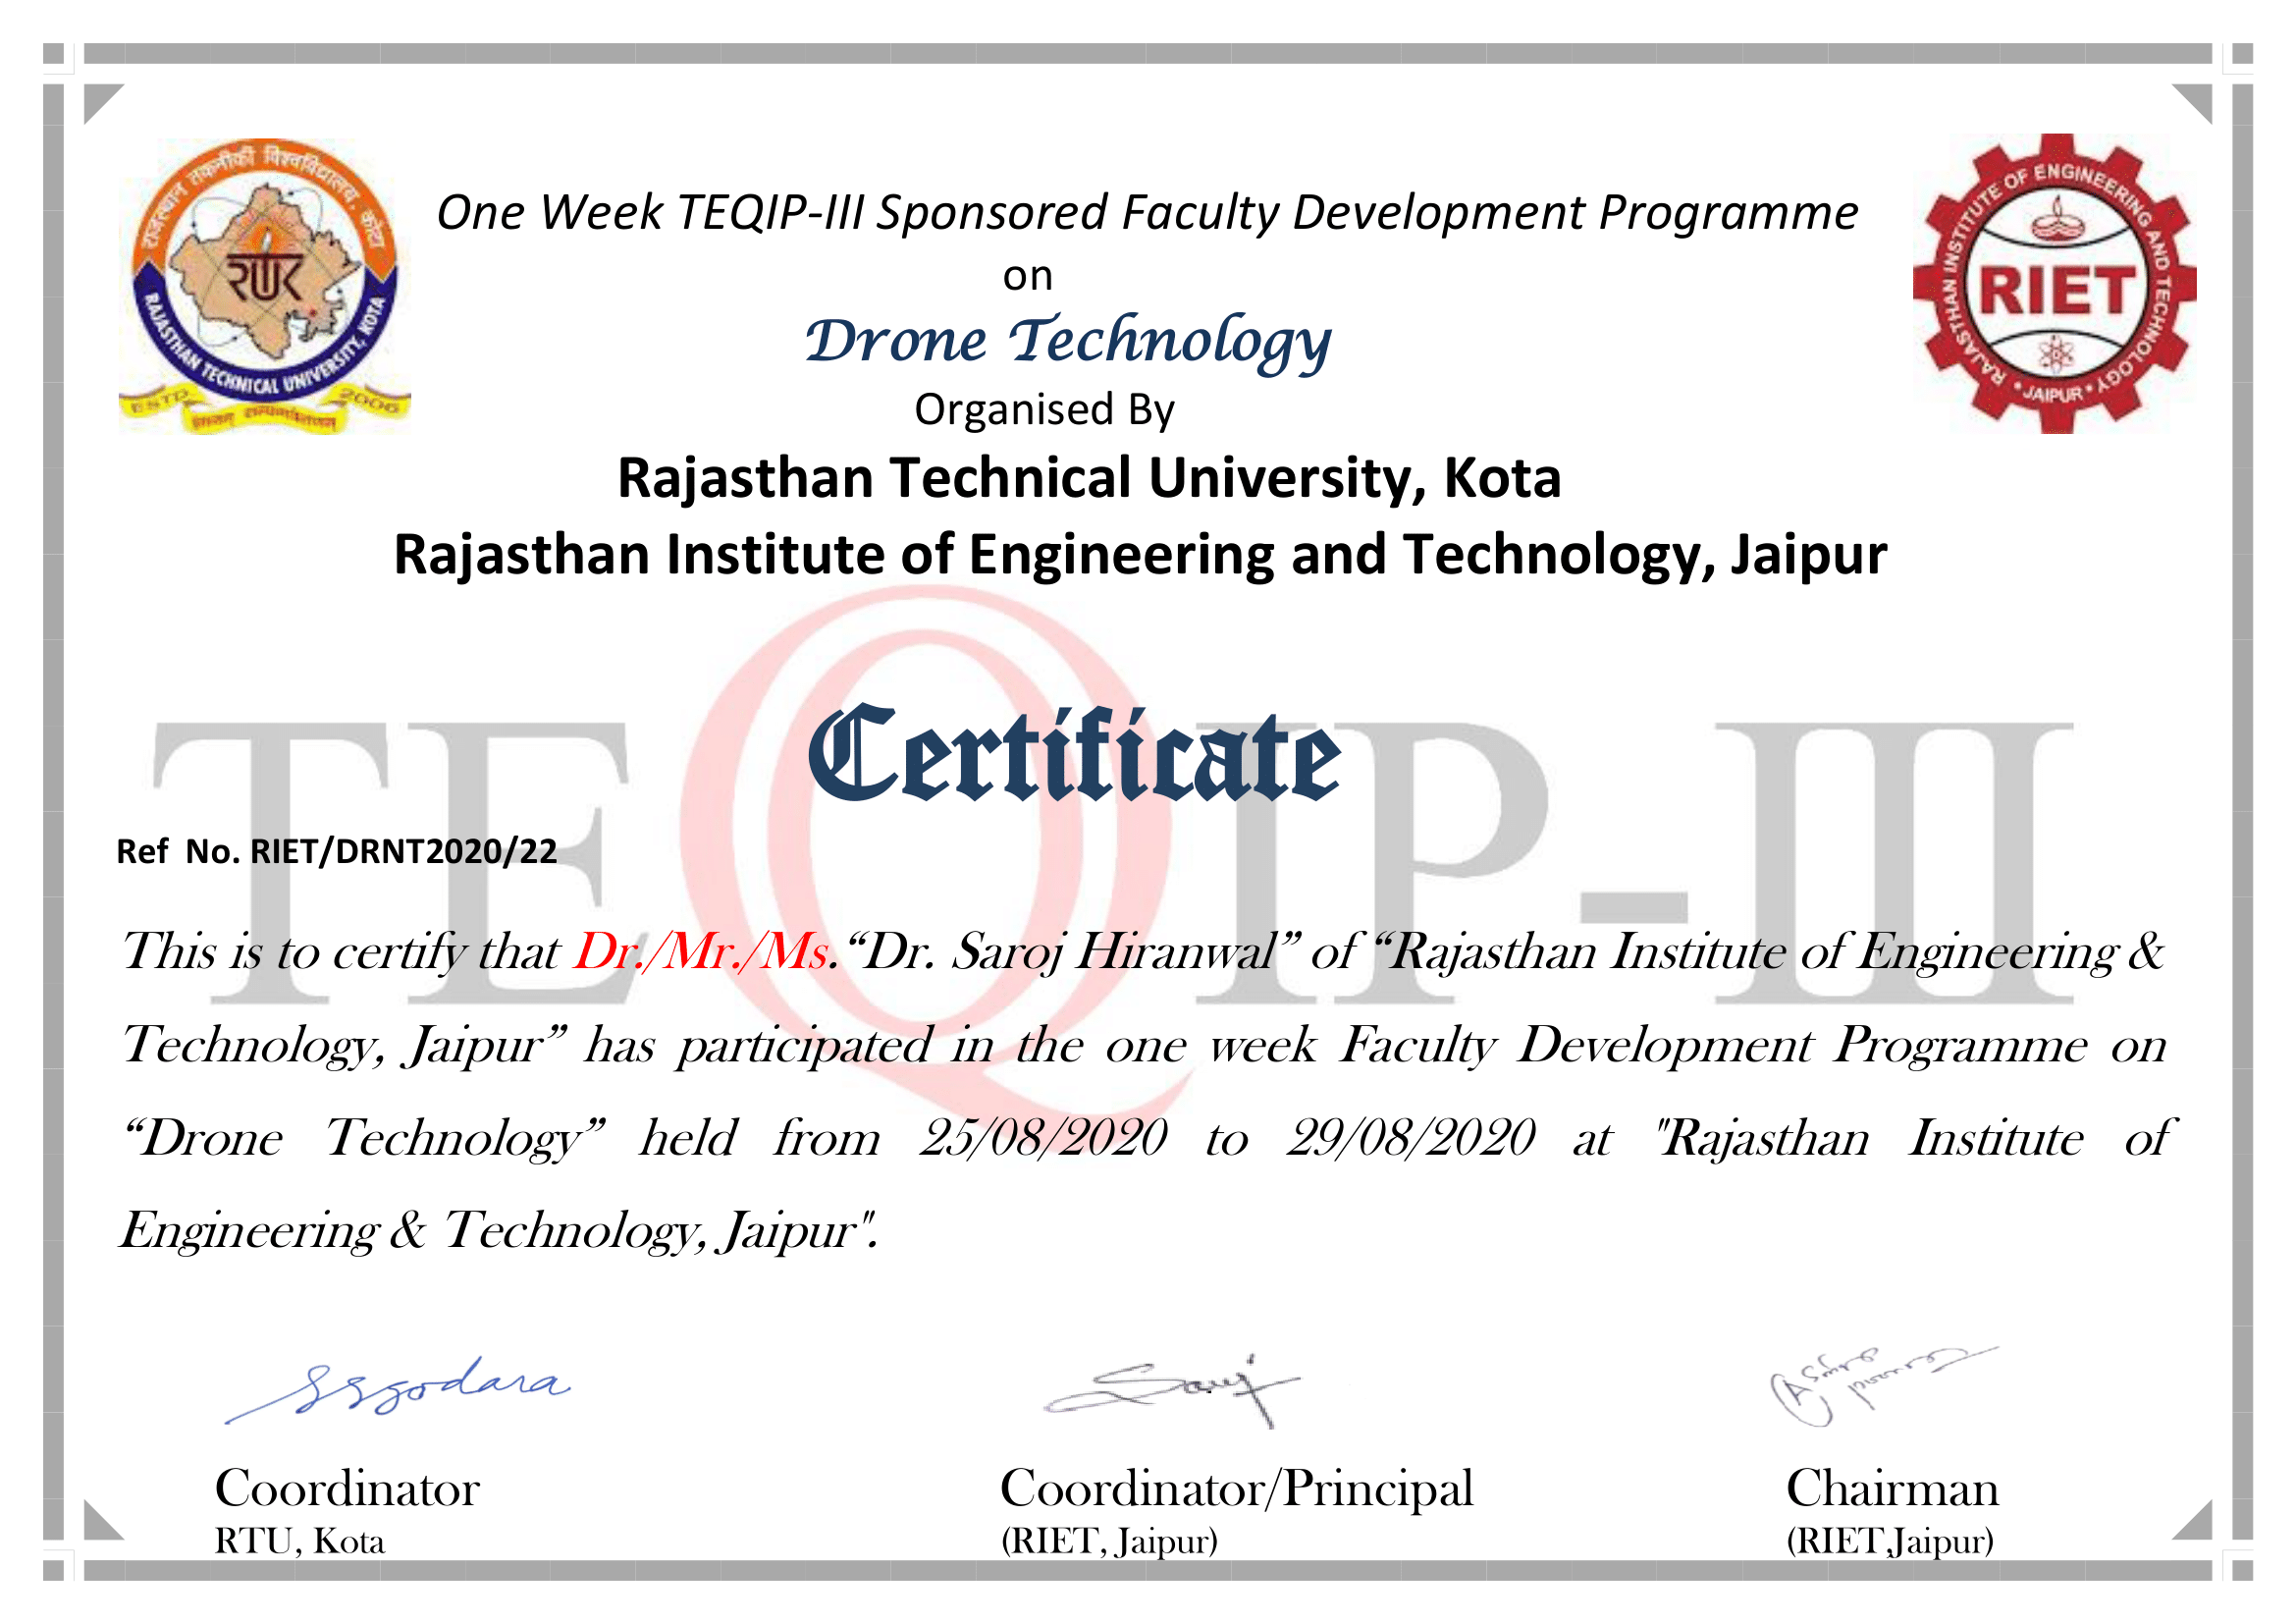 राजस्थान तकनीकी विश्वविद्यालय, कोटा
RAJASTHAN TECHNICAL UNIVERSITY, KOTA
ESTD 2006
RAJASTHAN INSTITUTE OF ENGINEERING AND TECHNOLOGY
RIET
• JAIPUR •
One Week TEQIP-III Sponsored Faculty Development Programme
on
Drone Technology
Organised By
Rajasthan Technical University, Kota
Rajasthan Institute of Engineering and Technology, Jaipur
TEQIP-III
Certificate
Ref No. RIET/DRNT2020/22
This is to certify that Dr./Mr./Ms.“Dr. Saroj Hiranwal” of “Rajasthan Institute of Engineering &
Technology, Jaipur” has participated in the one week Faculty Development Programme on
“Drone Technology” held from 25/08/2020 to 29/08/2020 at "Rajasthan Institute of
Engineering & Technology, Jaipur".
ssgodara
Saroj
Coordinator Coordinator/Principal Chairman
RTU, Kota (RIET, Jaipur) (RIET,Jaipur)